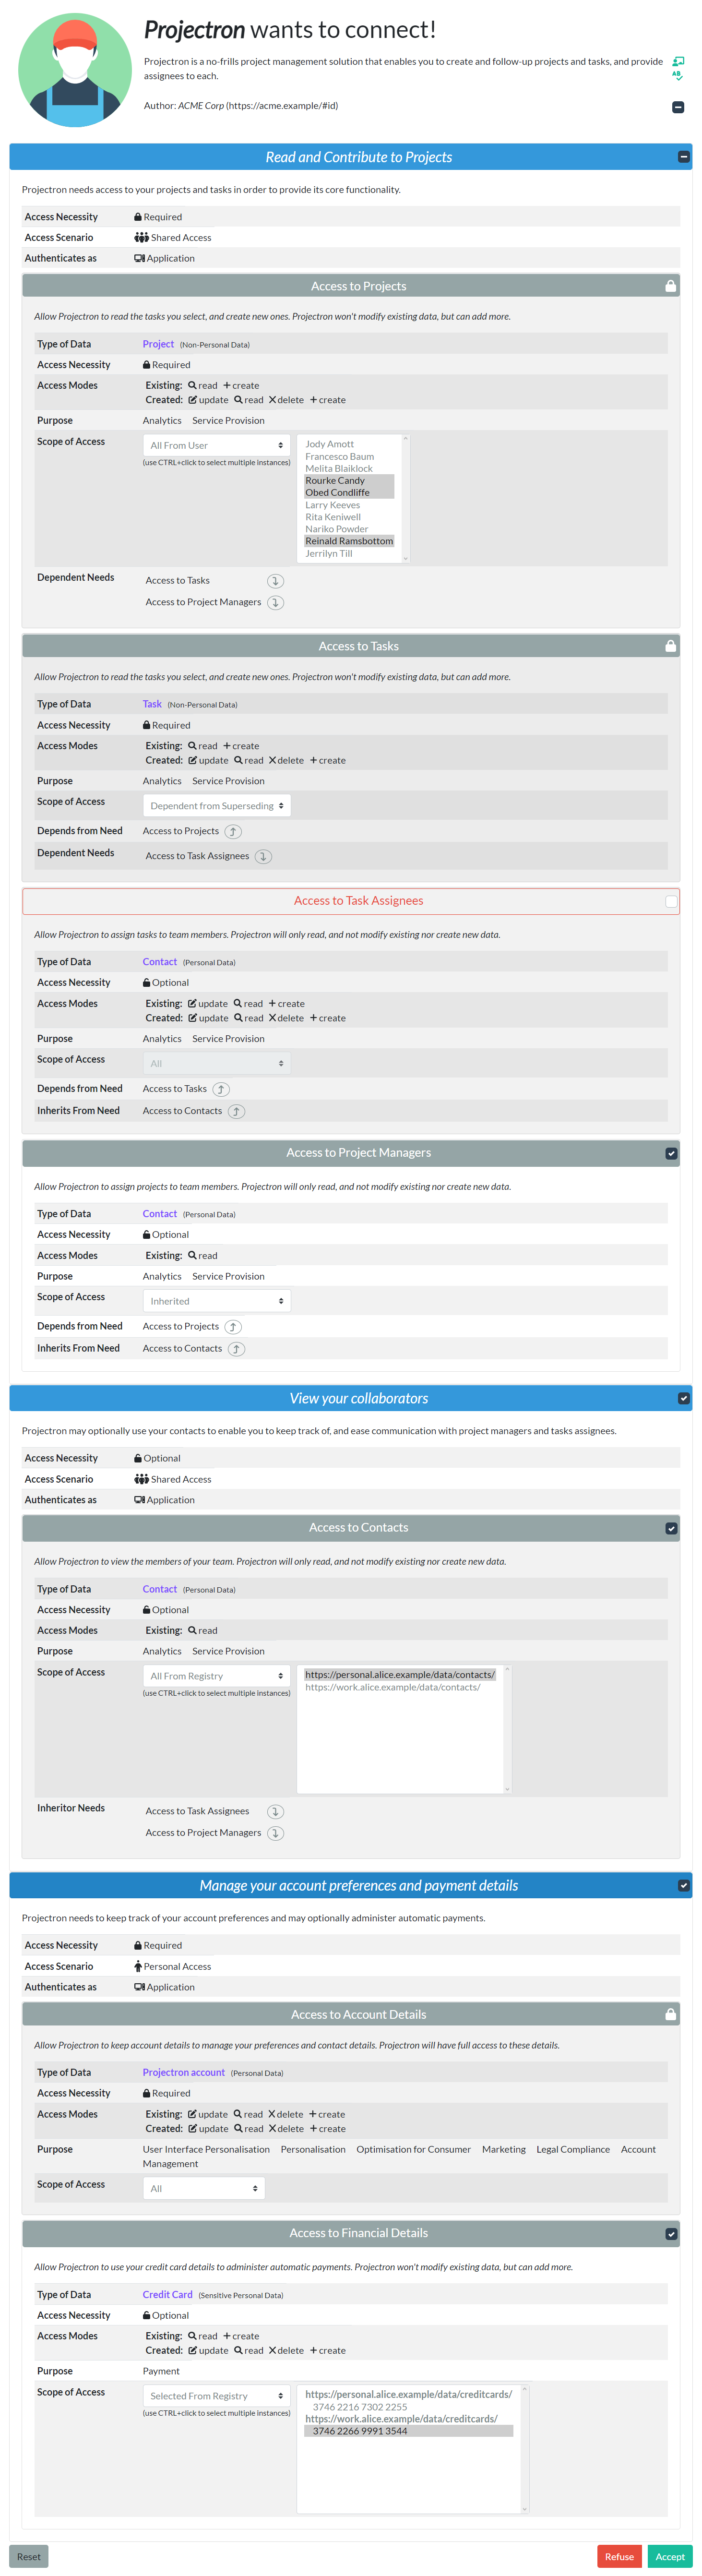 Projectron wants to connect!
Projectron is a no-frills project management solution that enables you to create and follow-up projects and tasks, and provide
assignees to each.
AB
Author: ACME Corp (https://acme.example/#id)
Read and Contribute to Projects
Projectron needs access to your projects and tasks in order to provide its core functionality.
Access Necessity Required
Access Scenario Shared Access
Authenticates as Application
Access to Projects
Allow Projectron to read the tasks you select, and create new ones. Projectron won't modify existing data, but can add more.
Type of Data Project (Non-Personal Data)
Access Necessity Required
Access Modes Existing: read create
Created: update read delete create
Purpose Analytics Service Provision
Scope of Access All From User
(use CTRL+click to select multiple instances)
Jody Amott
Francesco Baum
Melita Blaiklock
Rourke Candy
Obed Condliffe
Larry Keeves
Rita Keniwell
Nariko Powder
Reinald Ramsbottom
Jerrilyn Till
Dependent Needs Access to Tasks
Access to Project Managers
Access to Tasks
Allow Projectron to read the tasks you select, and create new ones. Projectron won't modify existing data, but can add more.
Type of Data Task (Non-Personal Data)
Access Necessity Required
Access Modes Existing: read create
Created: update read delete create
Purpose Analytics Service Provision
Scope of Access Dependent from Superseding
Depends from Need Access to Projects
Dependent Needs Access to Task Assignees
Access to Task Assignees
Allow Projectron to assign tasks to team members. Projectron will only read, and not modify existing nor create new data.
Type of Data Contact (Personal Data)
Access Necessity Optional
Access Modes Existing: update read create
Created: update read delete create
Purpose Analytics Service Provision
Scope of Access All
Depends from Need Access to Tasks
Inherits From Need Access to Contacts
Access to Project Managers
Allow Projectron to assign projects to team members. Projectron will only read, and not modify existing nor create new data.
Type of Data Contact (Personal Data)
Access Necessity Optional
Access Modes Existing: read
Purpose Analytics Service Provision
Scope of Access Inherited
Depends from Need Access to Projects
Inherits From Need Access to Contacts
View your collaborators
Projectron may optionally use your contacts to enable you to keep track of, and ease communication with project managers and tasks assignees.
Access Necessity Optional
Access Scenario Shared Access
Authenticates as Application
Access to Contacts
Allow Projectron to view the members of your team. Projectron will only read, and not modify existing nor create new data.
Type of Data Contact (Personal Data)
Access Necessity Optional
Access Modes Existing: read
Purpose Analytics Service Provision
Scope of Access All From Registry
(use CTRL+click to select multiple instances)
https://personal.alice.example/data/contacts/
https://work.alice.example/data/contacts/
Inheritor Needs Access to Task Assignees
Access to Project Managers
Manage your account preferences and payment details
Projectron needs to keep track of your account preferences and may optionally administer automatic payments.
Access Necessity Required
Access Scenario Personal Access
Authenticates as Application
Access to Account Details
Allow Projectron to keep account details to manage your preferences and contact details. Projectron will have full access to these details.
Type of Data Projectron account (Personal Data)
Access Necessity Required
Access Modes Existing: update read delete create
Created: update read delete create
Purpose User Interface Personalisation Personalisation Optimisation for Consumer Marketing Legal Compliance Account
Management
Scope of Access All
Access to Financial Details
Allow Projectron to use your credit card details to administer automatic payments. Projectron won't modify existing data, but can add more.
Type of Data Credit Card (Sensitive Personal Data)
Access Necessity Optional
Access Modes Existing: read create
Created: update read delete create
Purpose Payment
Scope of Access Selected From Registry
(use CTRL+click to select multiple instances)
https://personal.alice.example/data/creditcards/
3746 2216 7302 2255
https://work.alice.example/data/creditcards/
3746 2266 9991 3544
Reset Refuse Accept